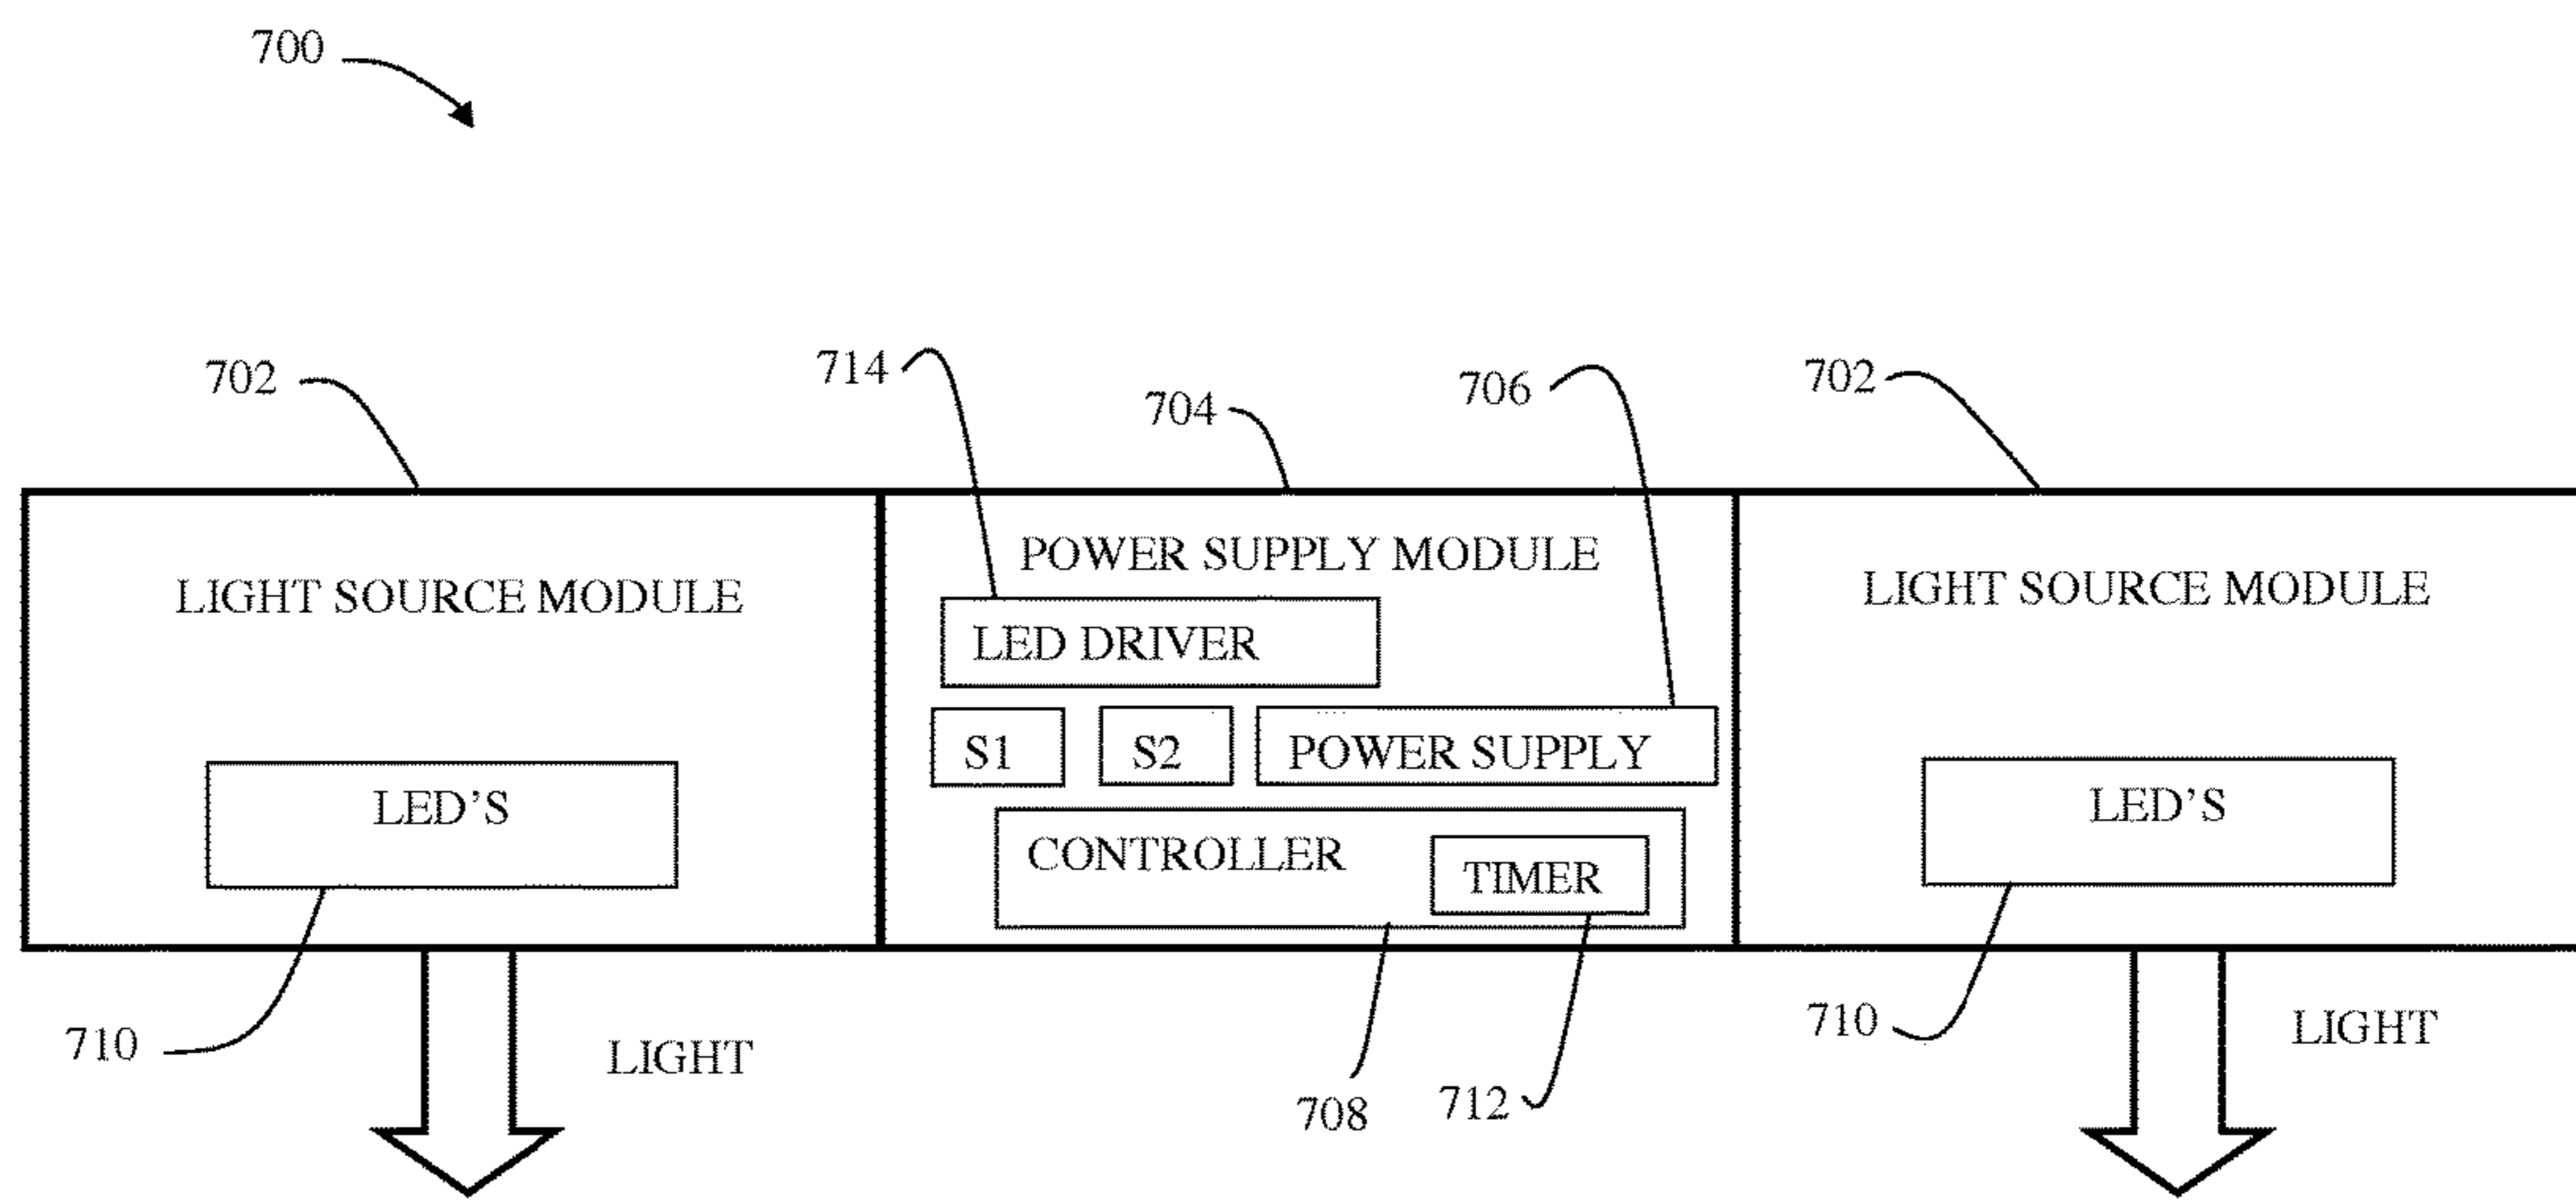 700
702
714
704
706
702
LIGHT SOURCE MODULE
POWER SUPPLY MODULE
LIGHT SOURCE MODULE
LED DRIVER
S1
S2
POWER SUPPLY
LED'S
LED'S
CONTROLLER
TIMER
710
LIGHT
708
712
710
LIGHT